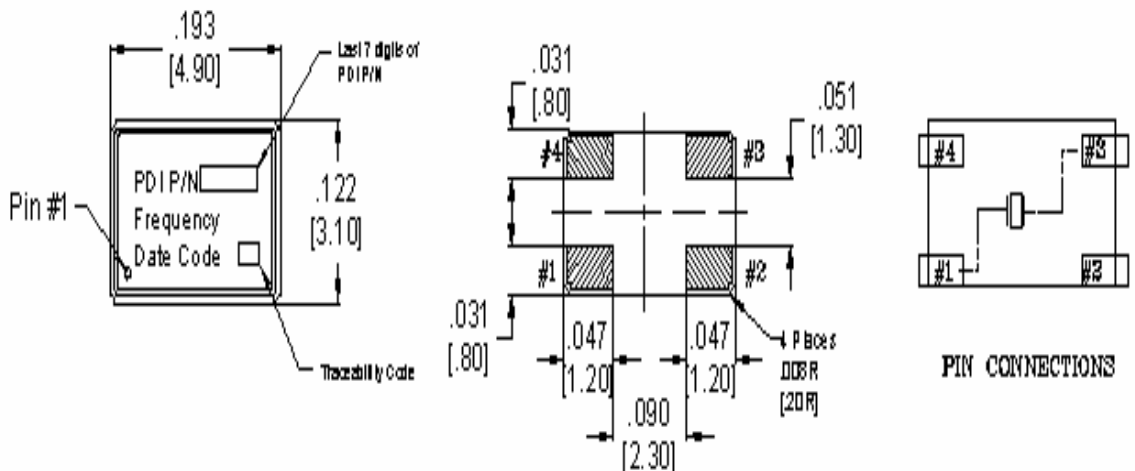 .193
[4.90]
Last 7 digits of
PDI P/N
PDI P/N
Frequency
Date Code
Pin #1
.122
[3.10]
Traceability Code
.031
[.80]
.051
[1.30]
#4
#3
#1
#2
.031
[.80]
.047
[1.20]
.047
[1.20]
.090
[2.30]
4 Places
.008R
[.20R]
#4
#2
#1
#3
PIN CONNECTIONS